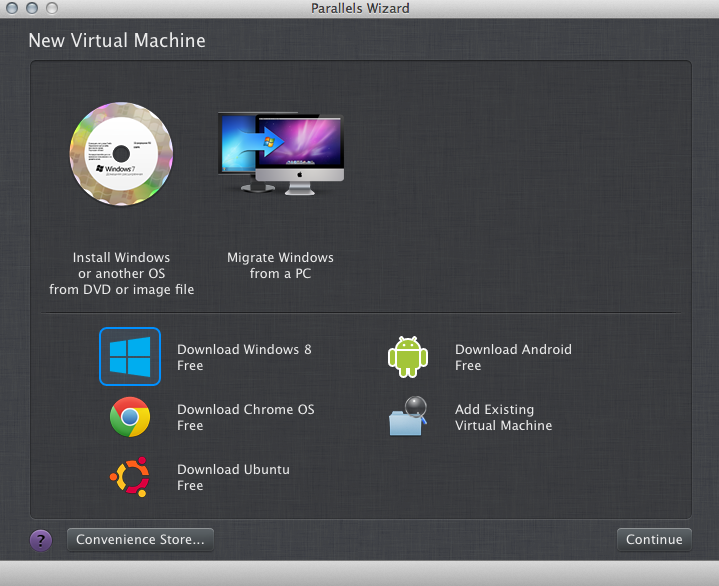 Parallels Wizard
New Virtual Machine
Windows 7
Install Windows
or another OS
from DVD or image file
Migrate Windows
from a PC
Download Windows 8
Free
Download Android
Free
Download Chrome OS
Free
Add Existing
Virtual Machine
Download Ubuntu
Free
?
Convenience Store...
Continue